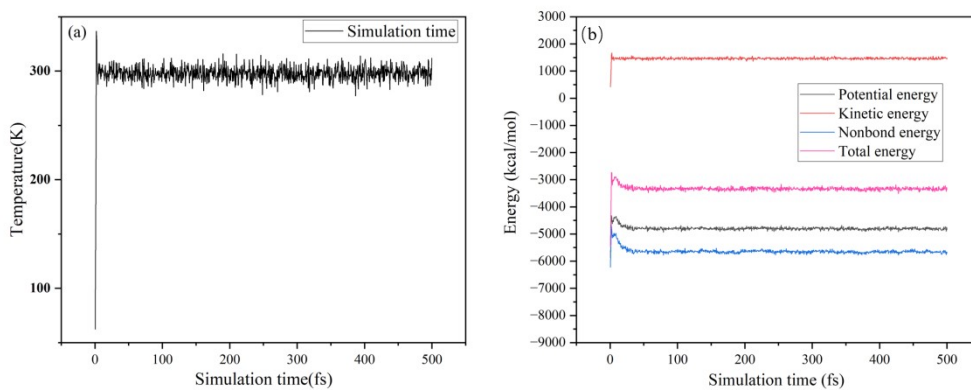 (a)
Simulation time
300
200
100
Temperature(K)
0 100 200 300 400 500
Simulation time(fs)
(b)
3000
2000
1000
0
−1000
−2000
−3000
−4000
−5000
−6000
−7000
−8000
−9000
Energy (kcal/mol)
Potential energy
Kinetic energy
Nonbond energy
Total energy
0 100 200 300 400 500
Simulation time (fs)